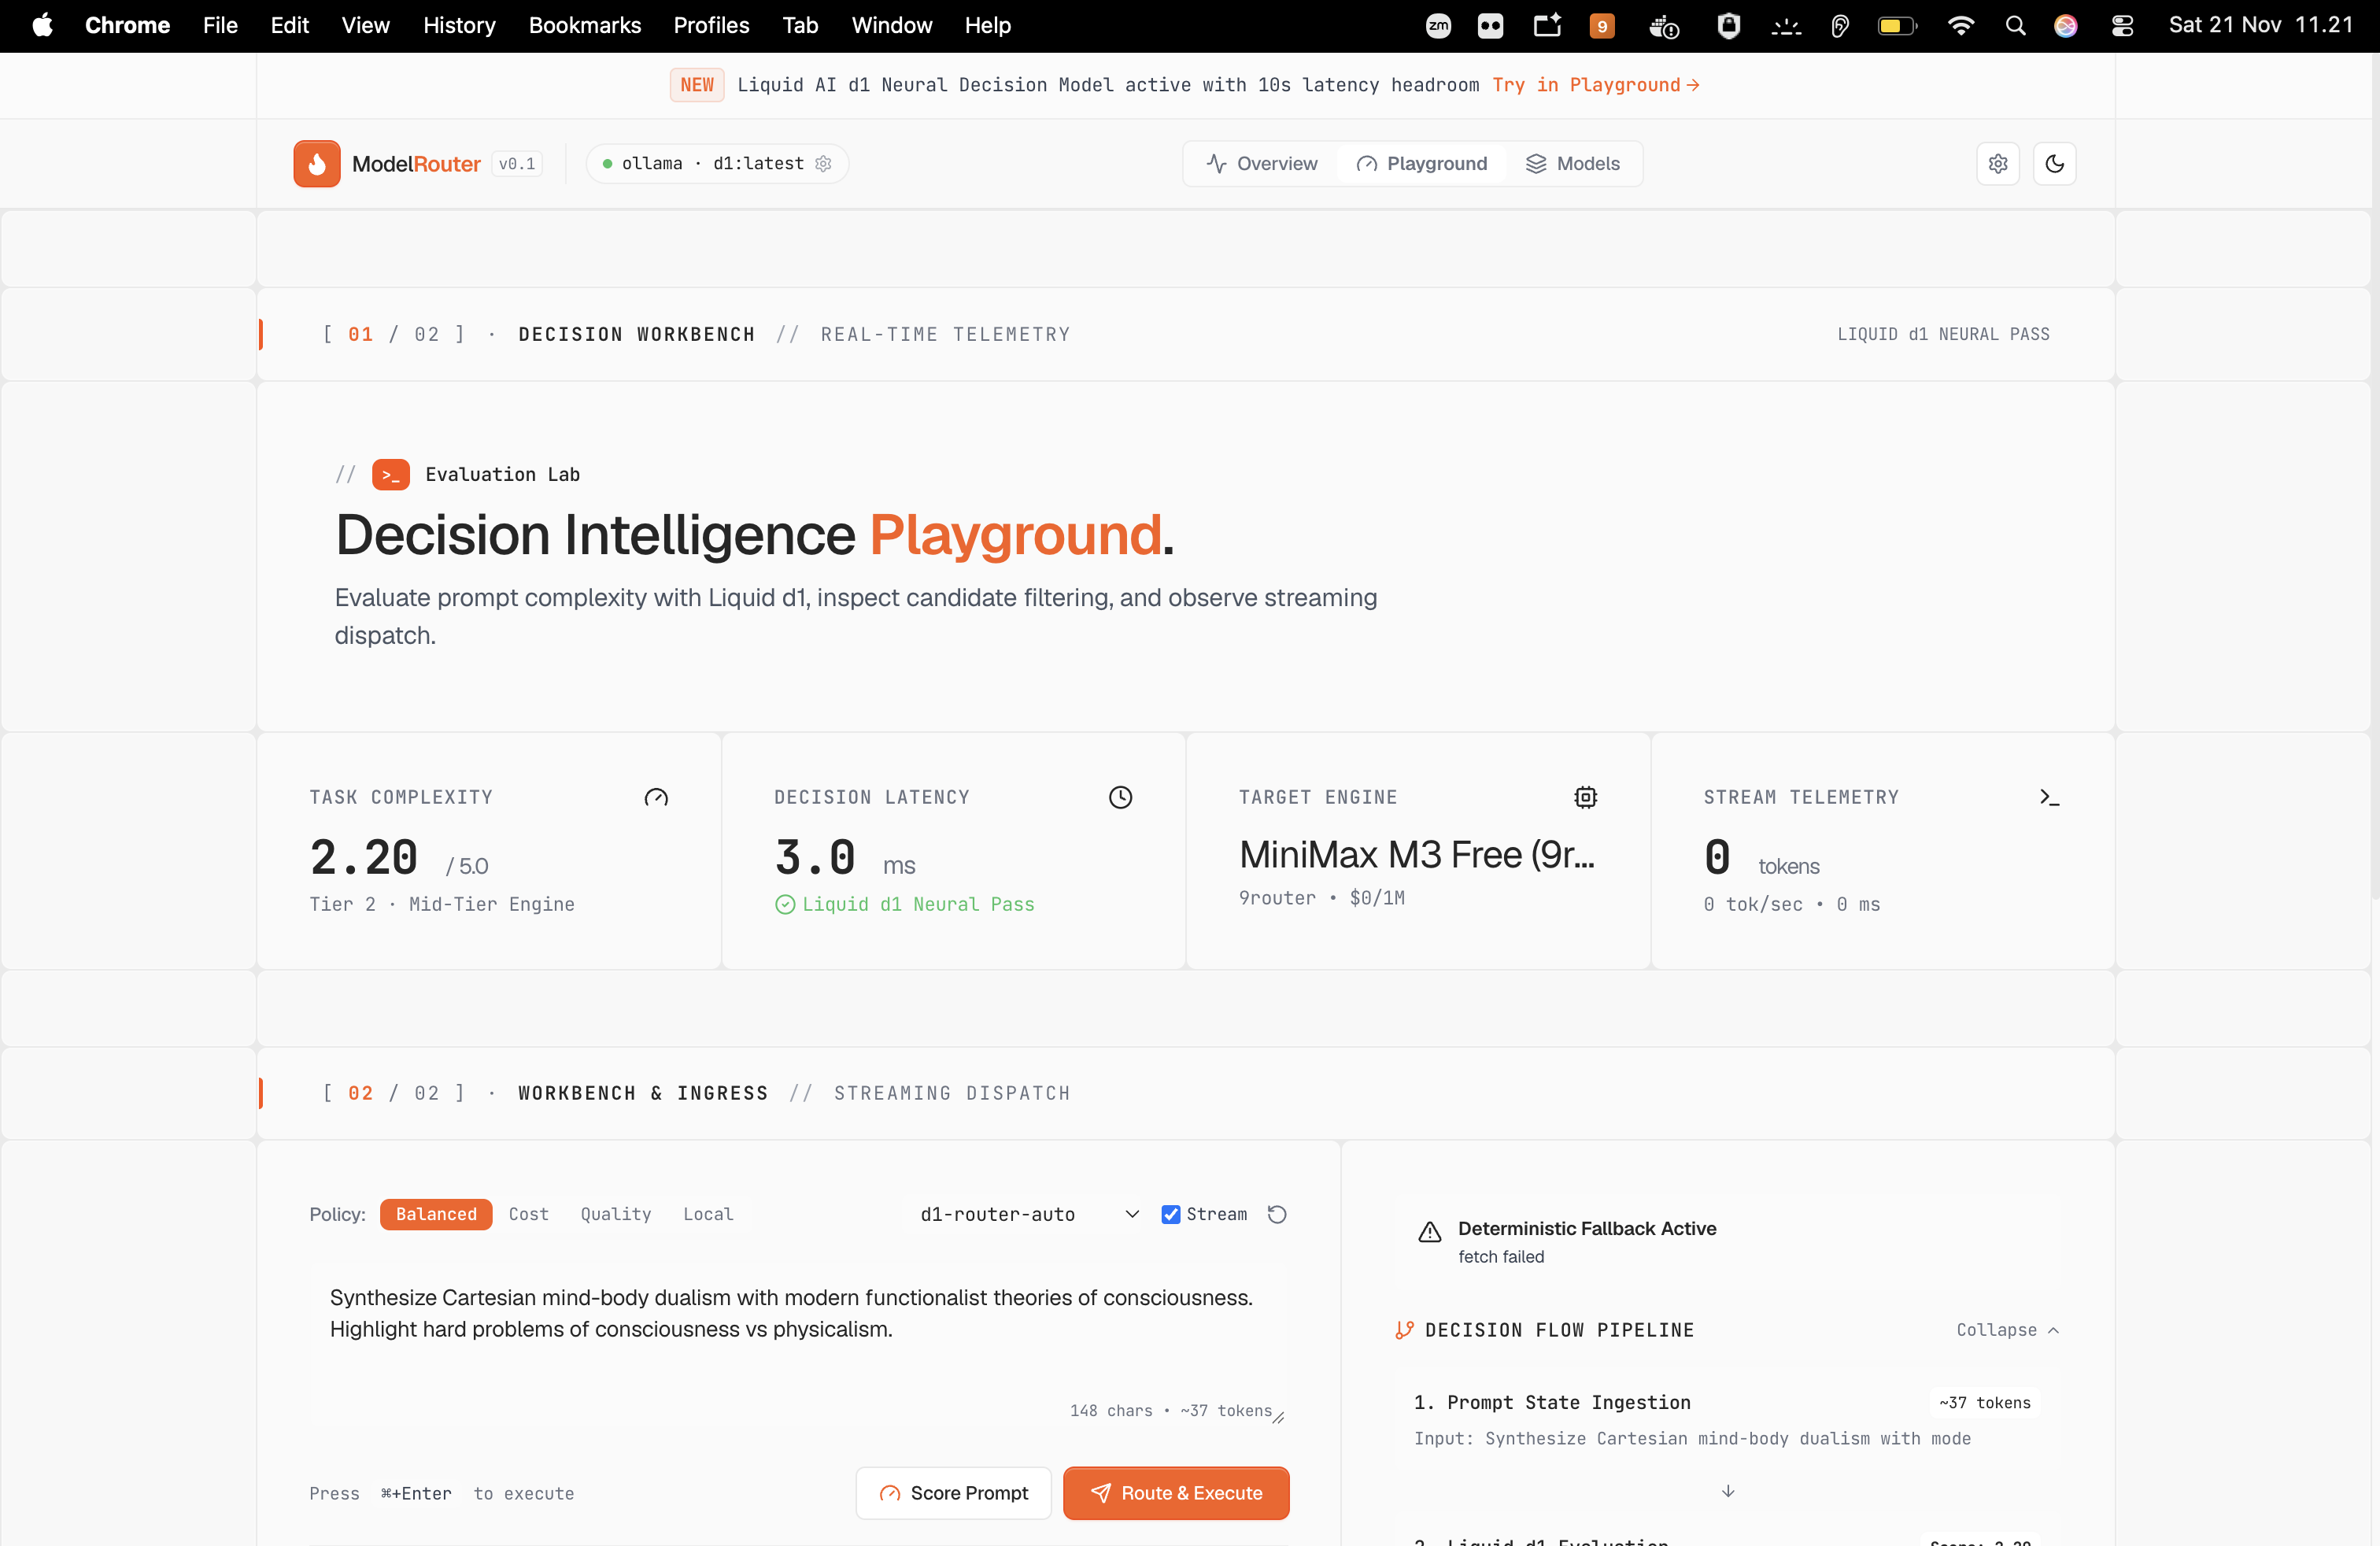 Chrome File Edit View History Bookmarks Profiles Tab Window Help zm 9 Sat 21 Nov 11.21
NEW Liquid AI d1 Neural Decision Model active with 10s latency headroom Try in Playground
ModelRouter v0.1 ollama · d1:latest Overview Playground Models
[ 01 / 02 ] · DECISION WORKBENCH // REAL-TIME TELEMETRY LIQUID d1 NEURAL PASS
// >_ Evaluation Lab
Decision Intelligence Playground.
Evaluate prompt complexity with Liquid d1, inspect candidate filtering, and observe streaming
dispatch.
TASK COMPLEXITY
2.20 / 5.0
Tier 2 · Mid-Tier Engine
DECISION LATENCY
3.0 ms
Liquid d1 Neural Pass
TARGET ENGINE
MiniMax M3 Free (9r...
9router • $0/1M
STREAM TELEMETRY
0 tokens
0 tok/sec • 0 ms
[ 02 / 02 ] · WORKBENCH & INGRESS // STREAMING DISPATCH
Policy: Balanced Cost Quality Local d1-router-auto Stream
Synthesize Cartesian mind-body dualism with modern functionalist theories of consciousness.
Highlight hard problems of consciousness vs physicalism.
148 chars • ~37 tokens
Press ⌘+Enter to execute Score Prompt Route & Execute
Deterministic Fallback Active
fetch failed
DECISION FLOW PIPELINE Collapse
1. Prompt State Ingestion ~37 tokens
Input: Synthesize Cartesian mind-body dualism with mode
2. Liquid d1 Evaluation Score: 2.20